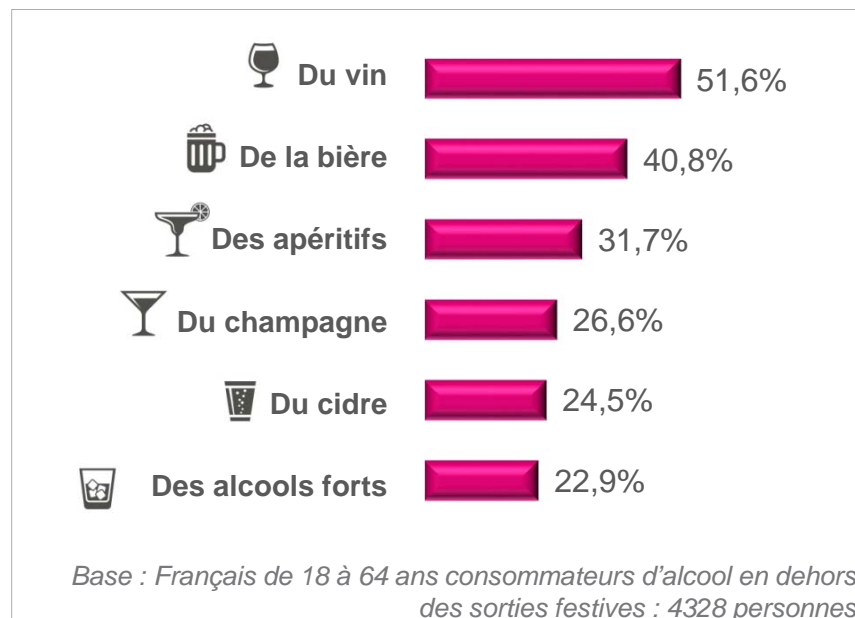 Du vin 51,6%
De la bière 40,8%
Des apéritifs 31,7%
Du champagne 26,6%
Du cidre 24,5%
Des alcools forts 22,9%
Base : Français de 18 à 64 ans consommateurs d’alcool en dehors
des sorties festives : 4328 personnes